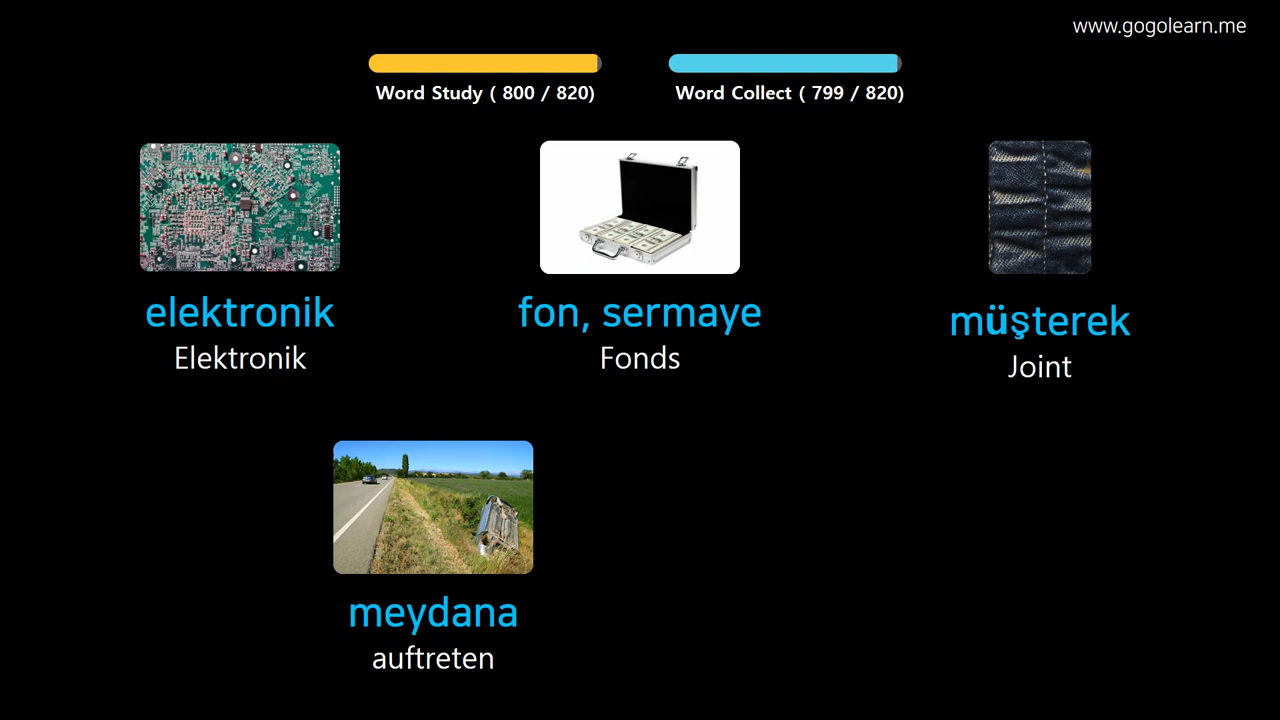 www.gogolearn.me
Word Study ( 800 / 820)
Word Collect ( 799 / 820)
elektronik
Elektronik
fon, sermaye
Fonds
müşterek
Joint
meydana
auftreten